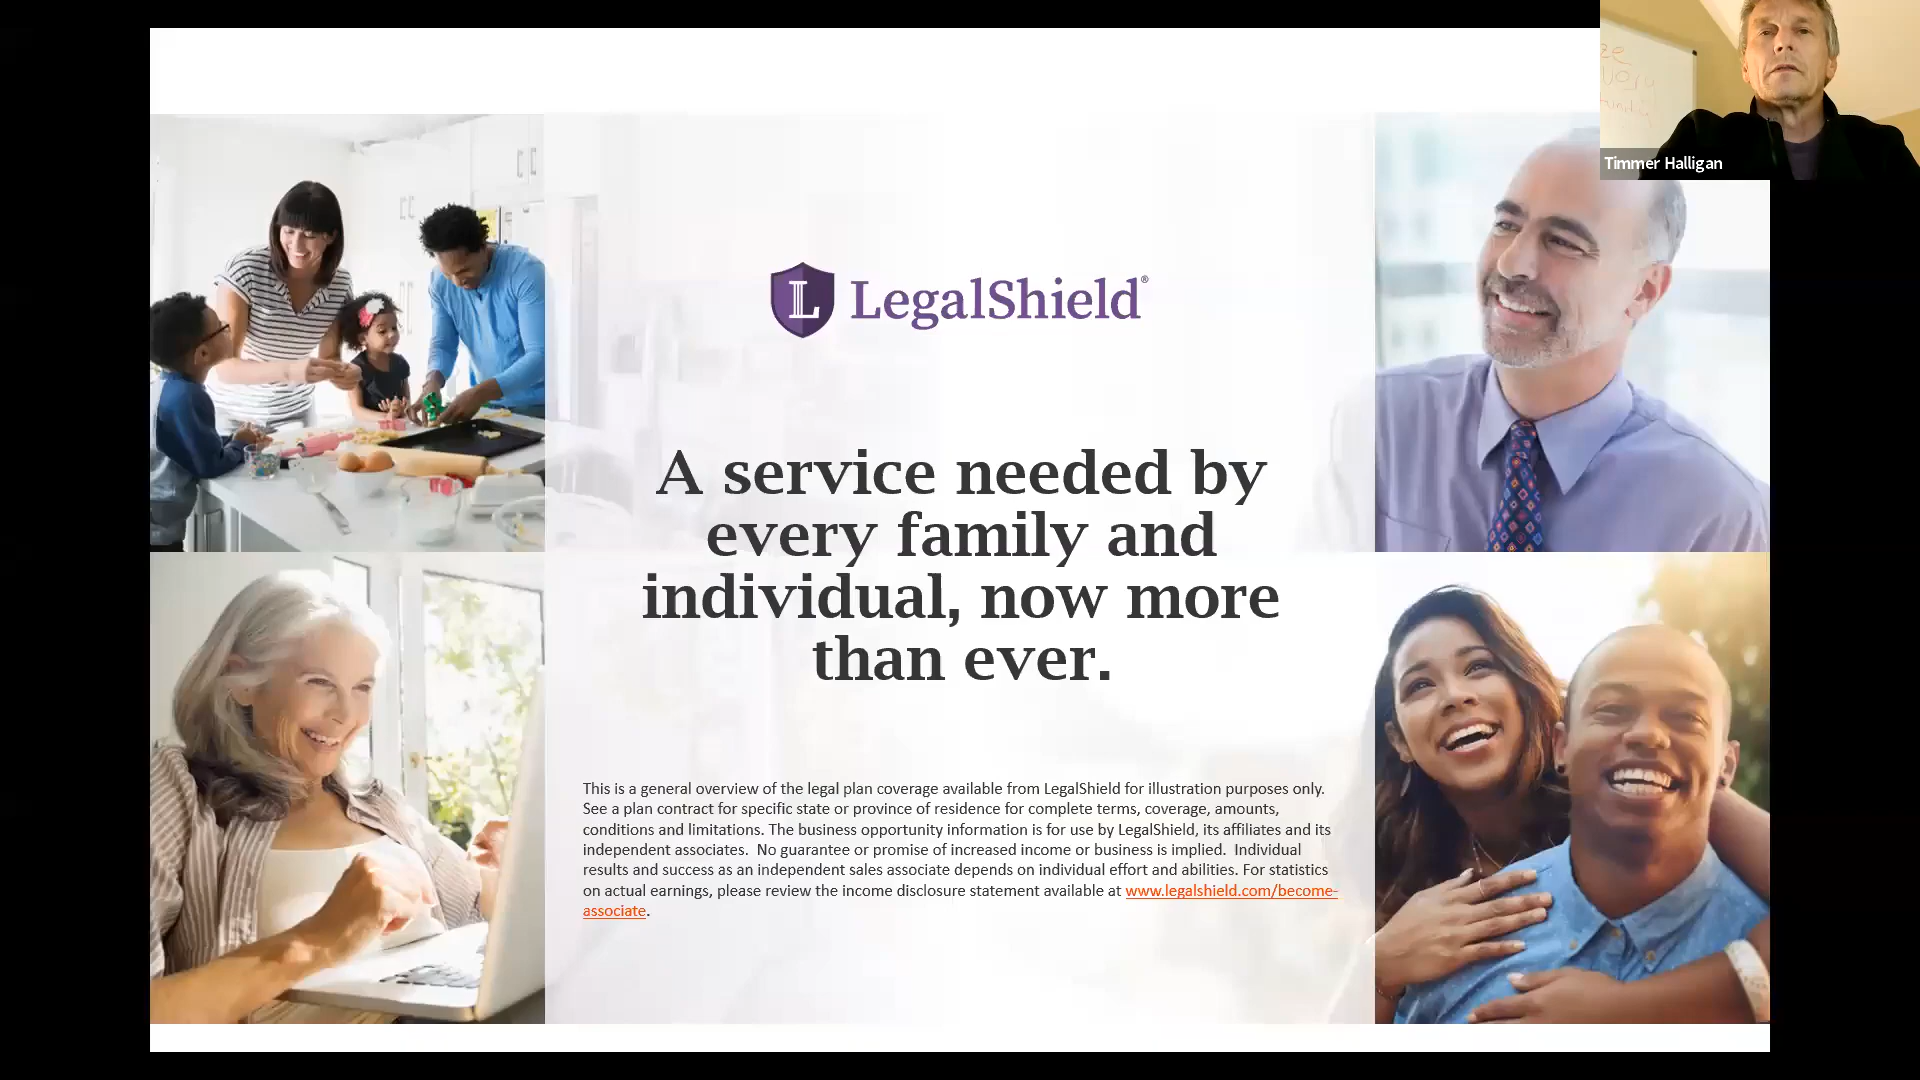 ze
Timmer Halligan
L LegalShield®
A service needed by
every family and
individual, now more
than ever.
This is a general overview of the legal plan coverage available from LegalShield for illustration purposes only.
See a plan contract for specific state or province of residence for complete terms, coverage, amounts,
conditions and limitations. The business opportunity information is for use by LegalShield, its affiliates and its
independent associates.  No guarantee or promise of increased income or business is implied.  Individual
results and success as an independent sales associate depends on individual effort and abilities. For statistics
on actual earnings, please review the income disclosure statement available at www.legalshield.com/become-
associate.